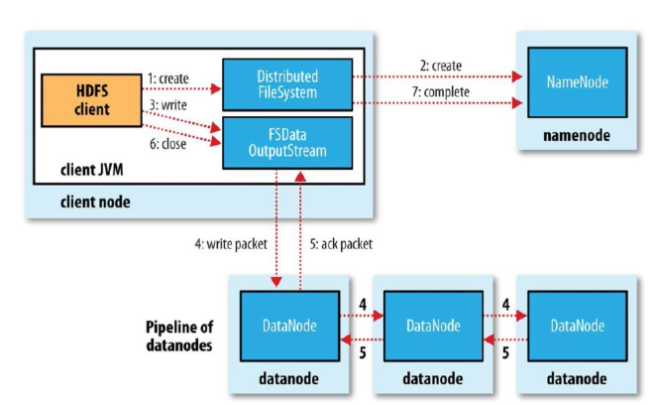 HDFS
client
1: create
3: write
6: close
Distributed
FileSystem
FSData
OutputStream
client JVM
client node
2: create
7: complete
NameNode
namenode
4: write packet
5: ack packet
Pipeline of
datanodes
DataNode
datanode
4
5
DataNode
datanode
4
5
DataNode
datanode